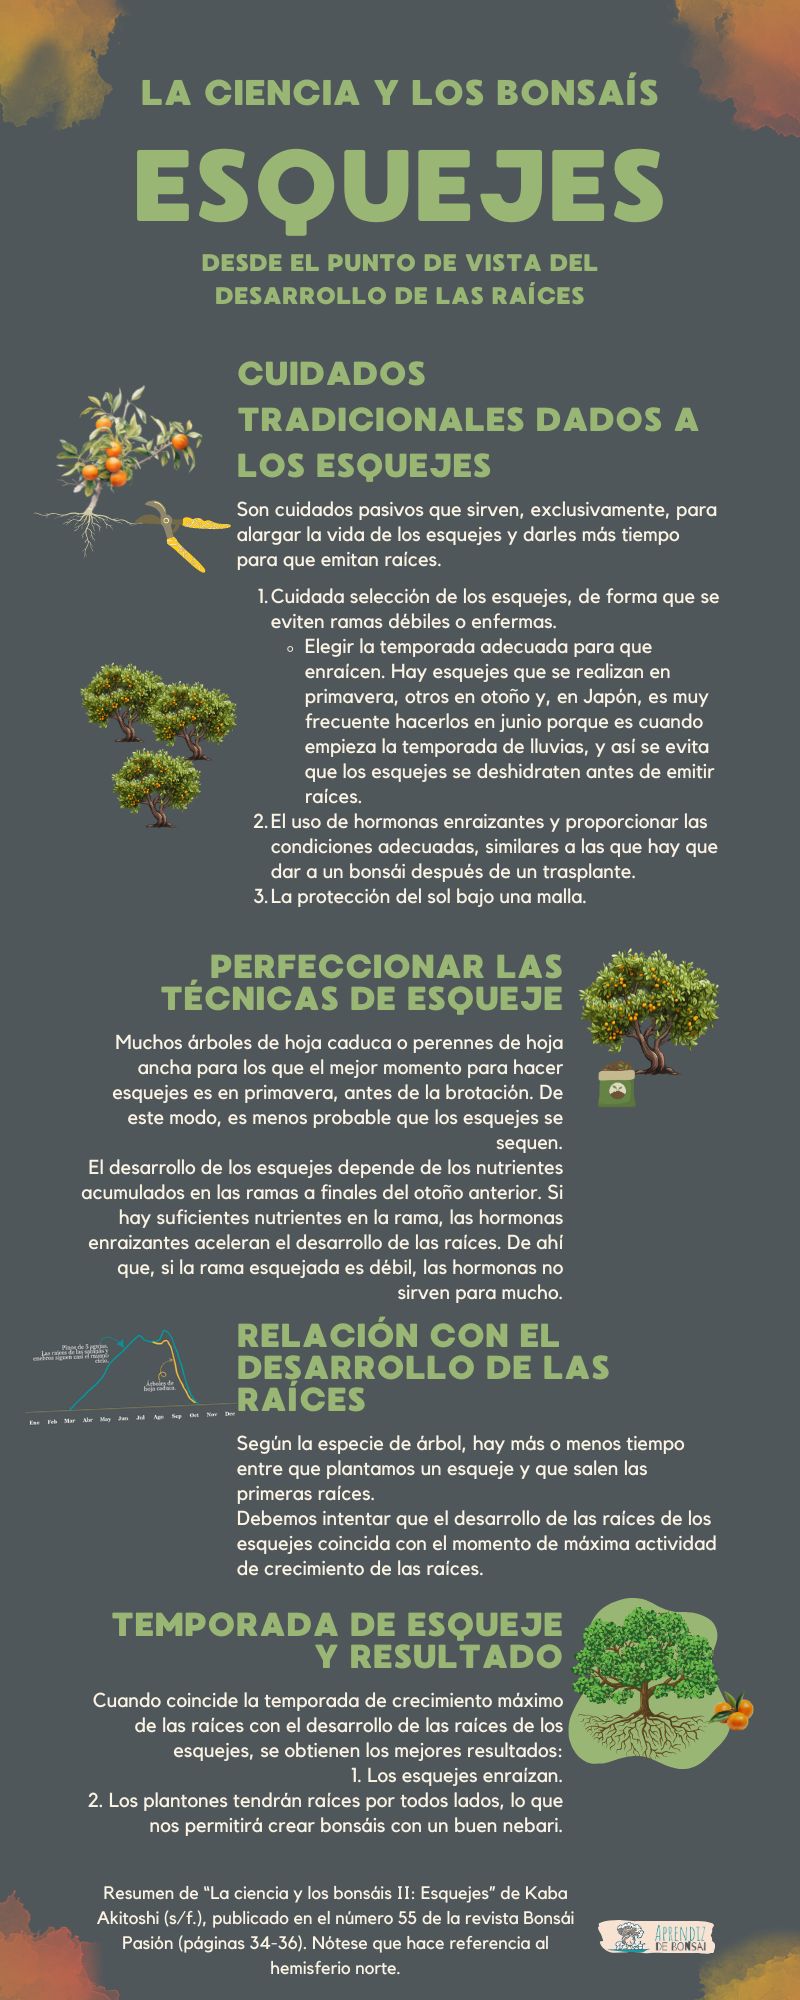 LA CIENCIA Y LOS BONSAÍS
ESQUEJES
DESDE EL PUNTO DE VISTA DEL
DESARROLLO DE LAS RAÍCES
CUIDADOS
TRADICIONALES DADOS A
LOS ESQUEJES
Son cuidados pasivos que sirven, exclusivamente, para
alargar la vida de los esquejes y darles más tiempo
para que emitan raíces.
1. Cuidada selección de los esquejes, de forma que se
eviten ramas débiles o enfermas.
◦ Elegir la temporada adecuada para que
enraícen. Hay esquejes que se realizan en
primavera, otros en otoño y, en Japón, es muy
frecuente hacerlos en junio porque es cuando
empieza la temporada de lluvias, y así se evita
que los esquejes se deshidraten antes de emitir
raíces.
2. El uso de hormonas enraizantes y proporcionar las
condiciones adecuadas, similares a las que hay que
dar a un bonsái después de un trasplante.
3. La protección del sol bajo una malla.
PERFECCIONAR LAS
TÉCNICAS DE ESQUEJE
Muchos árboles de hoja caduca o perennes de hoja
ancha para los que el mejor momento para hacer
esquejes es en primavera, antes de la brotación. De
este modo, es menos probable que los esquejes se
sequen.
El desarrollo de los esquejes depende de los nutrientes
acumulados en las ramas a finales del otoño anterior. Si
hay suficientes nutrientes en la rama, las hormonas
enraizantes aceleran el desarrollo de las raíces. De ahí
que, si la rama esquejada es débil, las hormonas no
sirven para mucho.
Pinos de 5 agujas.
Las raíces de las sabinas y
enebros siguen casi el mismo
ciclo.
Árboles de
hoja caduca.
Ene Feb Mar Abr May Jun Jul Ago Sep Oct Nov Dec
RELACIÓN CON EL
DESARROLLO DE LAS
RAÍCES
Según la especie de árbol, hay más o menos tiempo
entre que plantamos un esqueje y que salen las
primeras raíces.
Debemos intentar que el desarrollo de las raíces de los
esquejes coincida con el momento de máxima actividad
de crecimiento de las raíces.
TEMPORADA DE ESQUEJE
Y RESULTADO
Cuando coincide la temporada de crecimiento máximo
de las raíces con el desarrollo de las raíces de los
esquejes, se obtienen los mejores resultados:
1. Los esquejes enraízan.
2. Los plantones tendrán raíces por todos lados, lo que
nos permitirá crear bonsáis con un buen nebari.
Resumen de "La ciencia y los bonsáis II: Esquejes" de Kaba
Akitoshi (s/f.), publicado en el número 55 de la revista Bonsái
Pasión (páginas 34-36). Nótese que hace referencia al
hemisferio norte.
APRENDIZ
DE BONSAI